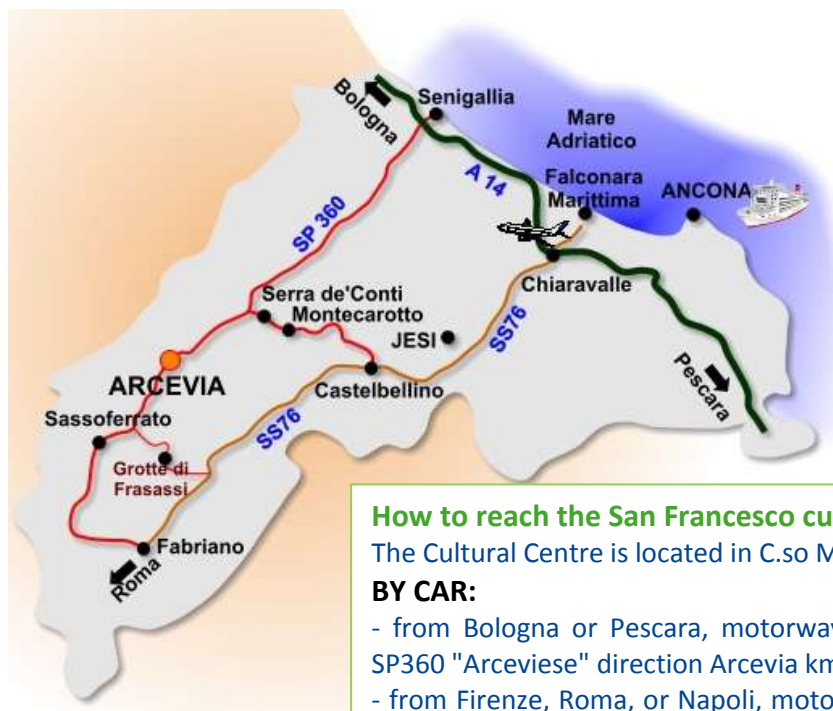 Bologna
Senigallia
Mare
Adriatico
A 14
Falconara
Marittima
ANCONA
SP 360
Chiaravalle
Serra de'Conti
Montecarotto
JESI
SS76
ARCEVIA
Castelbellino
Pescara
Sassoferrato
SS76
Grotte di
Frasassi
Fabriano
Roma
How to reach the San Francesco cu
The Cultural Centre is located in C.so M
BY CAR:
- from Bologna or Pescara, motorway
SP360 "Arceviese" direction Arcevia km
- from Firenze, Roma, or Napoli, moto